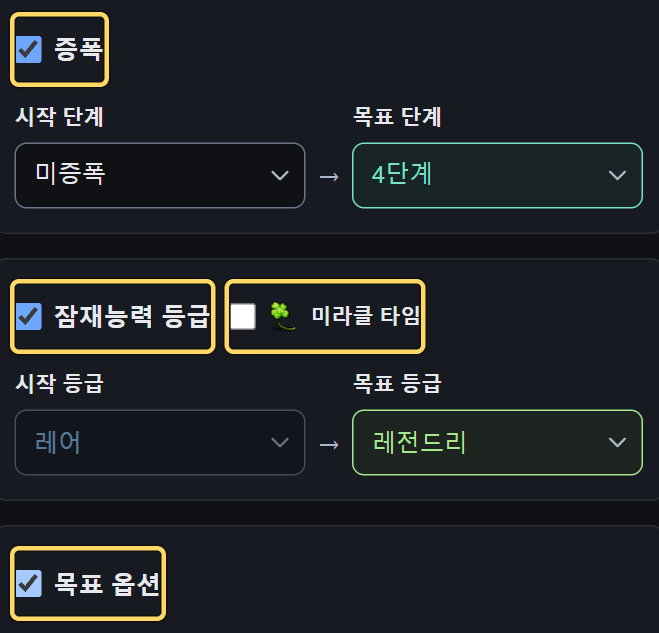 증폭
시작 단계 목표 단계
미증폭 → 4단계
잠재능력 등급 🍀 미라클 타임
시작 등급 목표 등급
레어 → 레전드리
목표 옵션